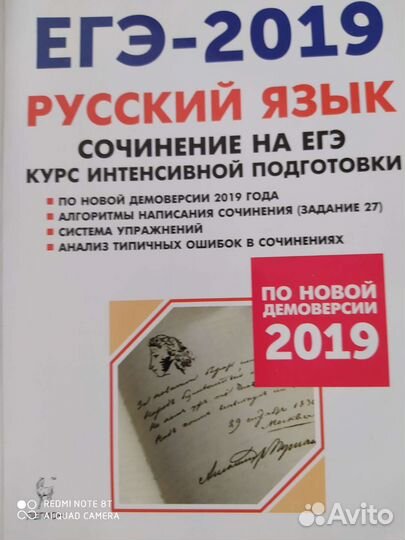 ЕГЭ-2019
РУССКИЙ ЯЗЫК
СОЧИНЕНИЕ НА ЕГЭ
КУРС ИНТЕНСИВНОЙ ПОДГОТОВКИ
ПО НОВОЙ ДЕМОВЕРСИИ 2019 ГОДА
АЛГОРИТМЫ НАПИСАНИЯ СОЧИНЕНИЯ (ЗАДАНИЕ 27)
СИСТЕМА УПРАЖНЕНИЙ
АНАЛИЗ ТИПИЧНЫХ ОШИБОК В СОЧИНЕНИЯХ
ПО НОВОЙ
ДЕМОВЕРСИИ
2019
Москва
REDMI NOTE 8T
AI QUAD CAMERA
Avito